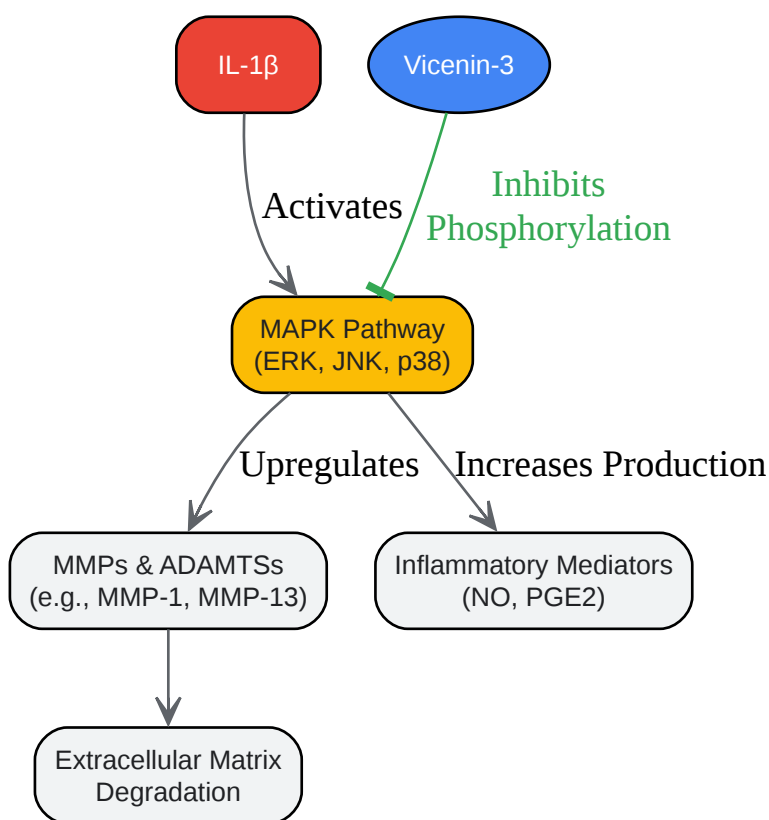 IL-1β
Vicenin-3
Activates
Inhibits
Phosphorylation
MAPK Pathway
(ERK, JNK, p38)
Upregulates
Increases Production
MMPs & ADAMTSs
(e.g., MMP-1, MMP-13)
Inflammatory Mediators
(NO, PGE2)
Extracellular Matrix
Degradation